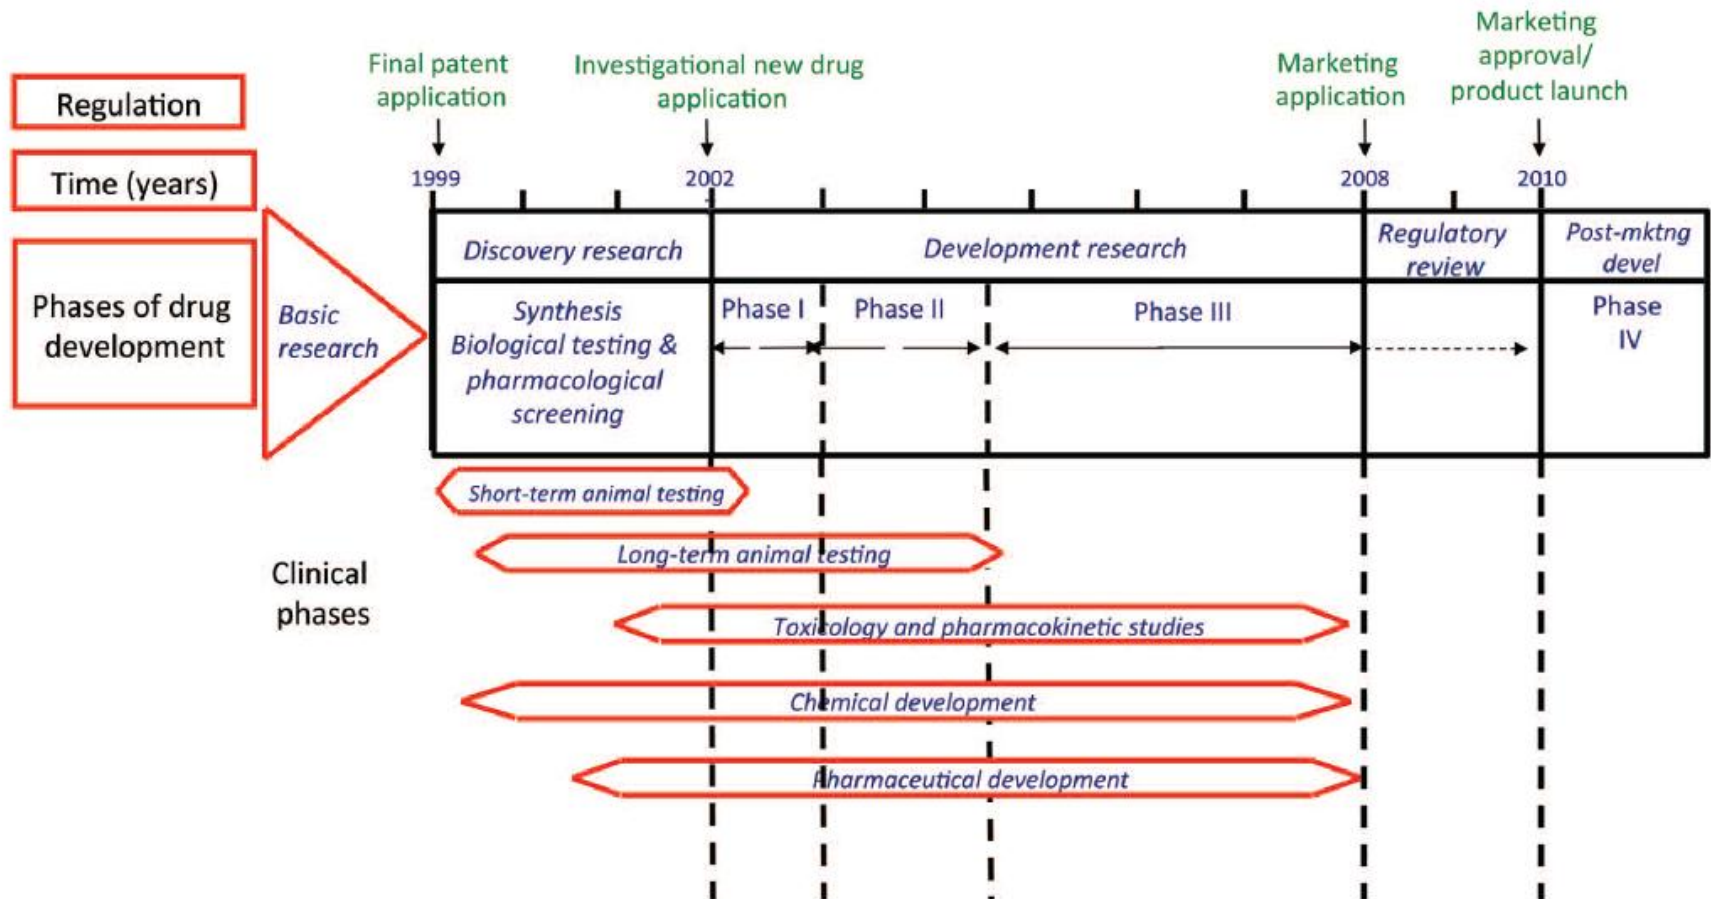 Regulation
Final patent
application
Investigational new drug
application
Marketing
application
Marketing
approval/
product launch
Time (years)
1999
2002
2008
2010
Phases of drug
development
Basic
research
Discovery research
Development research
Regulatory
review
Post-mktng
devel
Synthesis
Biological testing &
pharmacological
screening
Phase I
Phase II
Phase III
Phase
IV
Clinical
phases
Short-term animal testing
Long-term animal testing
Toxicology and pharmacokinetic studies
Chemical development
Pharmaceutical development